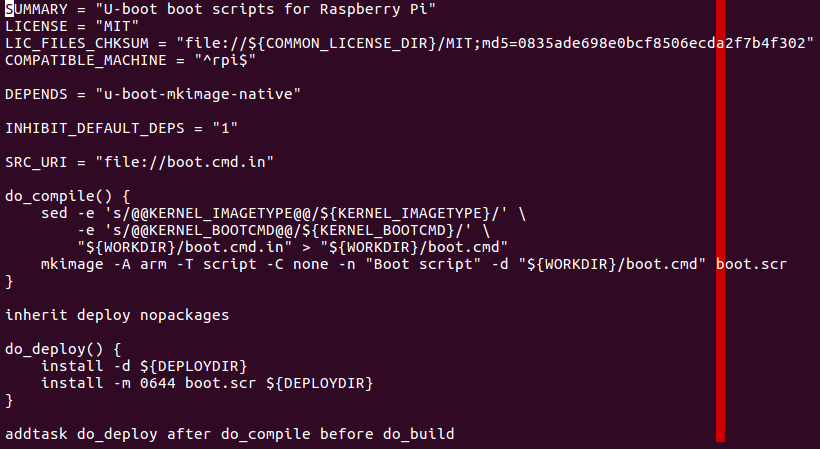 SUMMARY = "U-boot boot scripts for Raspberry Pi"
LICENSE = "MIT"
LIC_FILES_CHKSUM = "file://${COMMON_LICENSE_DIR}/MIT;md5=0835ade698e0bcf8506ecda2f7b4f302"
COMPATIBLE_MACHINE = "^rpi$"

DEPENDS = "u-boot-mkimage-native"

INHIBIT_DEFAULT_DEPS = "1"

SRC_URI = "file://boot.cmd.in"

do_compile() {
    sed -e 's/@@KERNEL_IMAGETYPE@@/${KERNEL_IMAGETYPE}/' \
        -e 's/@@KERNEL_BOOTCMD@@/${KERNEL_BOOTCMD}/' \
        "${WORKDIR}/boot.cmd.in" > "${WORKDIR}/boot.cmd"
    mkimage -A arm -T script -C none -n "Boot script" -d "${WORKDIR}/boot.cmd" boot.scr
}

inherit deploy nopackages

do_deploy() {
    install -d ${DEPLOYDIR}
    install -m 0644 boot.scr ${DEPLOYDIR}
}

addtask do_deploy after do_compile before do_build